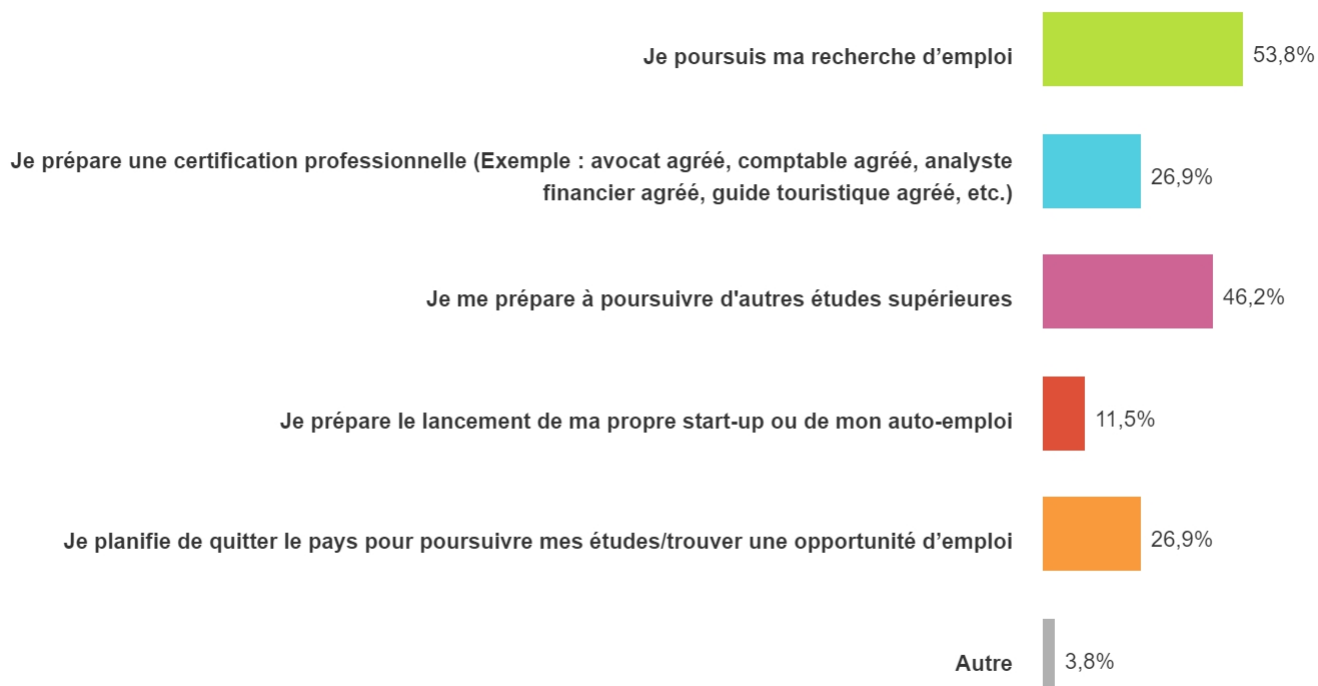 Je poursuis ma recherche d’emploi
53,8%
Je prépare une certification professionnelle (Exemple : avocat agréé, comptable agréé, analyste
financier agréé, guide touristique agréé, etc.)
26,9%
Je me prépare à poursuivre d'autres études supérieures
46,2%
Je prépare le lancement de ma propre start-up ou de mon auto-emploi
11,5%
Je planifie de quitter le pays pour poursuivre mes études/trouver une opportunité d’emploi
26,9%
Autre
3,8%